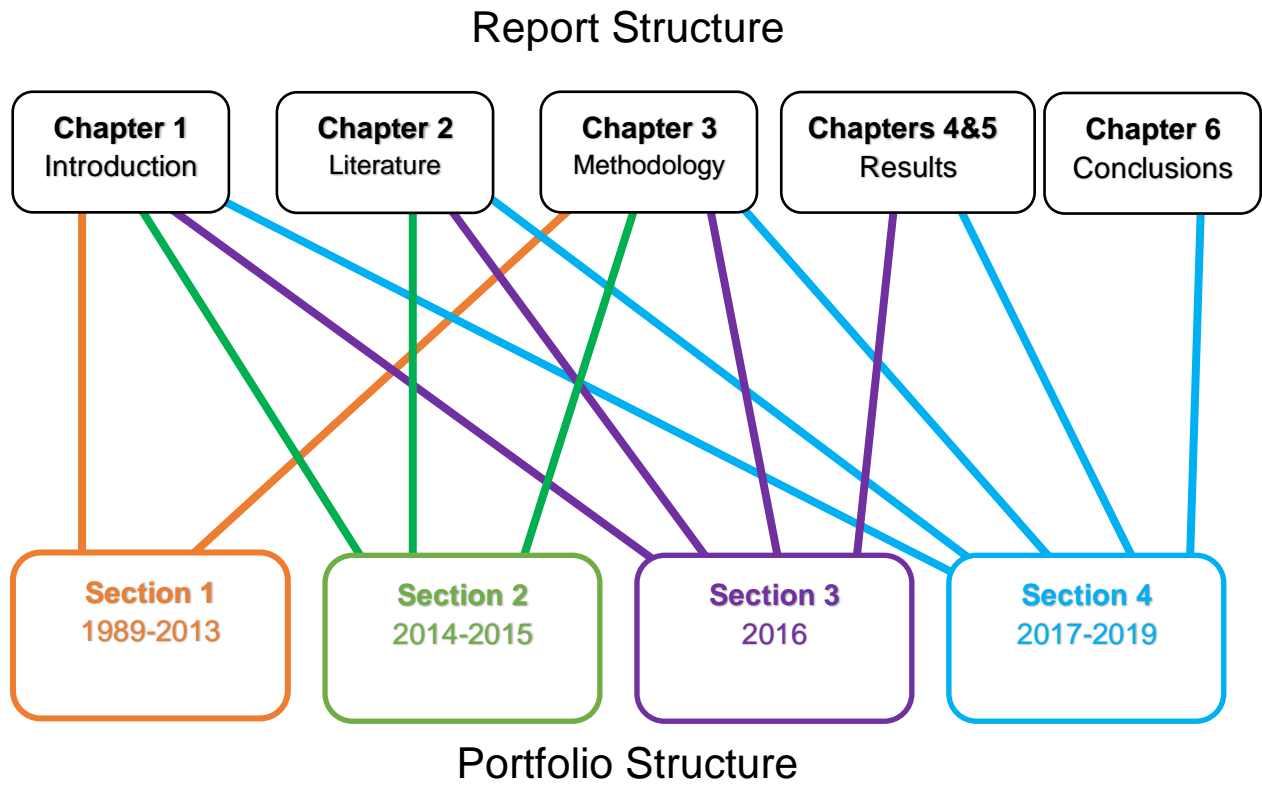 Report Structure
Chapter 1
Introduction
Chapter 2
Literature
Chapter 3
Methodology
Chapters 4&5
Results
Chapter 6
Conclusions
Section 1
1989-2013
Section 2
2014-2015
Section 3
2016
Section 4
2017-2019
Portfolio Structure